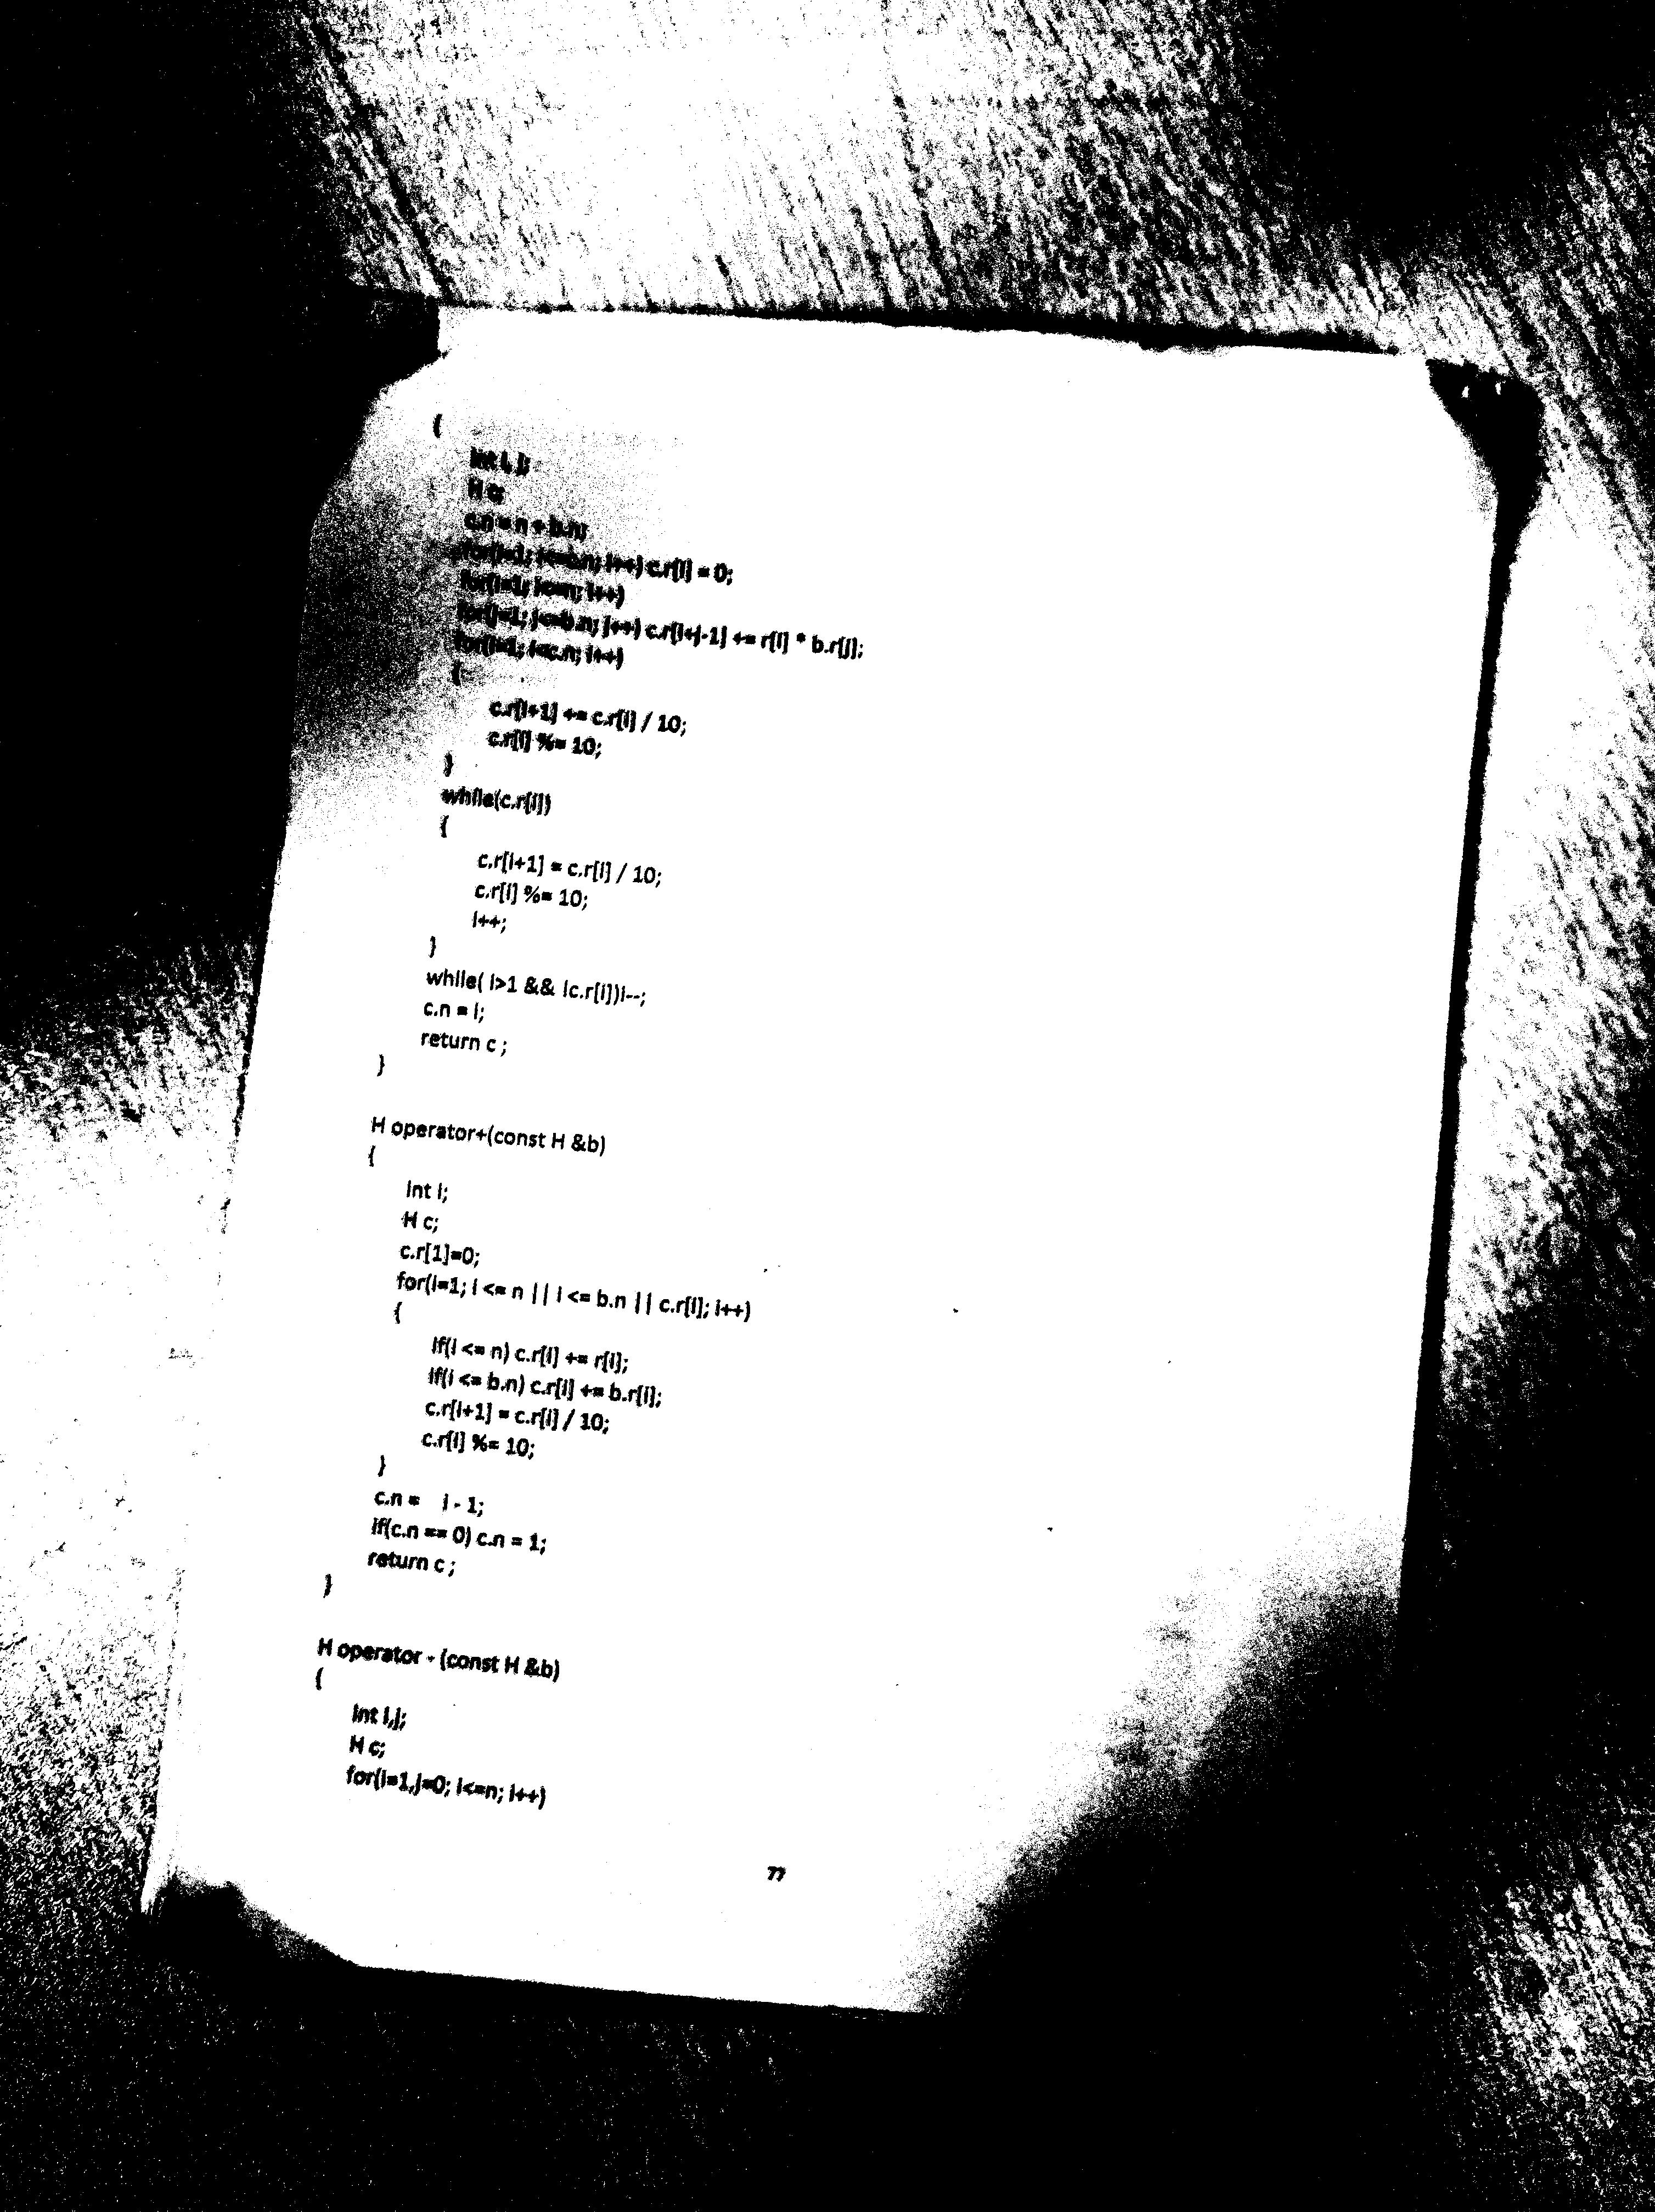 {
int i, j;
H c;
c.n = n + b.n;
for(i=1; i<=c.n; i++) c.r[i] = 0;
for(i=1; i<=n; i++)
for(j=1; j<=b.n; j++) c.r[i+j-1] += r[i] * b.r[j];
for(i=1; i<=c.n; i++)
{
c.r[i+1] += c.r[i] / 10;
c.r[i] %= 10;
}
while(c.r[i])
{
c.r[i+1] = c.r[i] / 10;
c.r[i] %= 10;
i++;
}
while( i>1 && !c.r[i])i--;
c.n = i;
return c ;
}
H operator+(const H &b)
{
int i;
H c;
c.r[1]=0;
for(i=1; i <= n || i <= b.n || c.r[i]; i++)
{
if(i <= n) c.r[i] += r[i];
if(i <= b.n) c.r[i] += b.r[i];
c.r[i+1] = c.r[i] / 10;
c.r[i] %= 10;
}
c.n = i - 1;
if(c.n == 0) c.n = 1;
return c ;
}
H operator - (const H &b)
{
int i,j;
H c;
for(i=1,j=0; i<=n; i++)
77